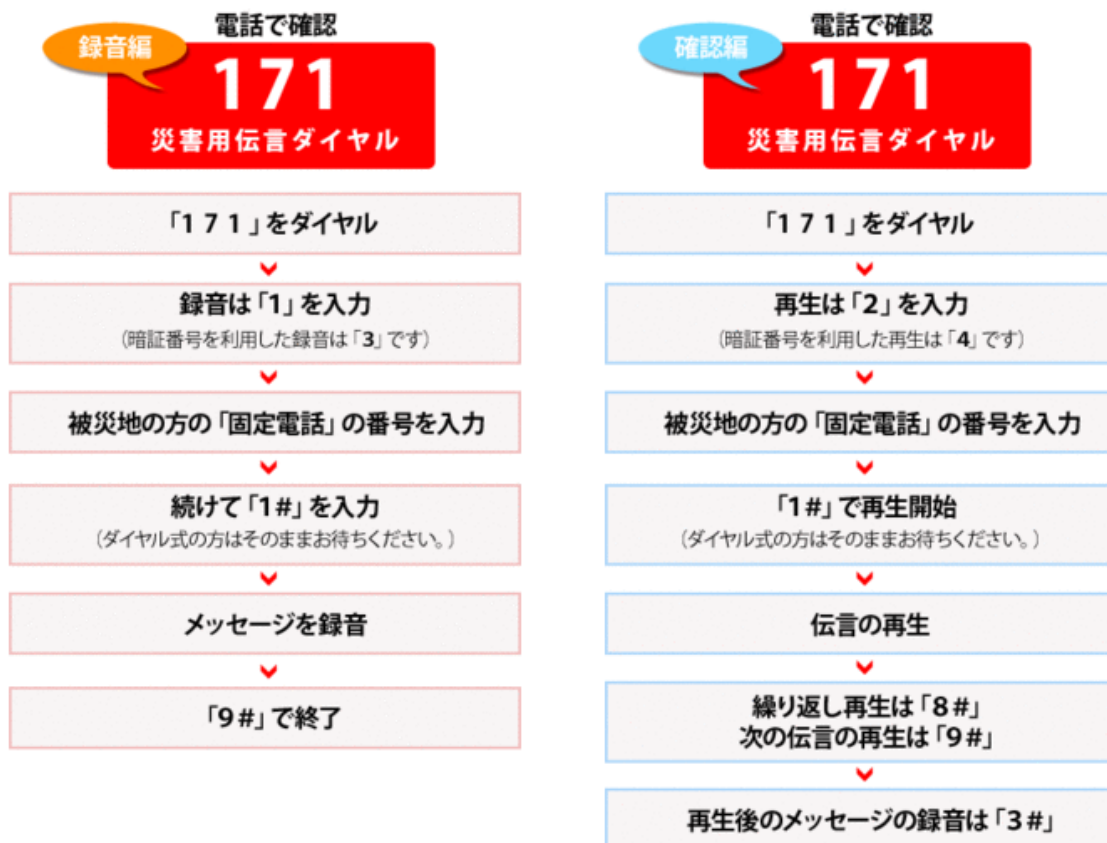 電話で確認
録音編
171
災害用伝言ダイヤル
「171」をダイヤル
録音は「1」を入力
(暗証番号を利用した録音は「3」です)
被災地の方の「固定電話」の番号を入力
続けて「1#」を入力
(ダイヤル式の方はそのままお待ちください。)
メッセージを録音
「9#」で終了
電話で確認
確認編
171
災害用伝言ダイヤル
「171」をダイヤル
再生は「2」を入力
(暗証番号を利用した再生は「4」です)
被災地の方の「固定電話」の番号を入力
「1#」で再生開始
(ダイヤル式の方はそのままお待ちください。)
伝言の再生
繰り返し再生は「8#」
次の伝言の再生は「9#」
再生後のメッセージの録音は「3#」